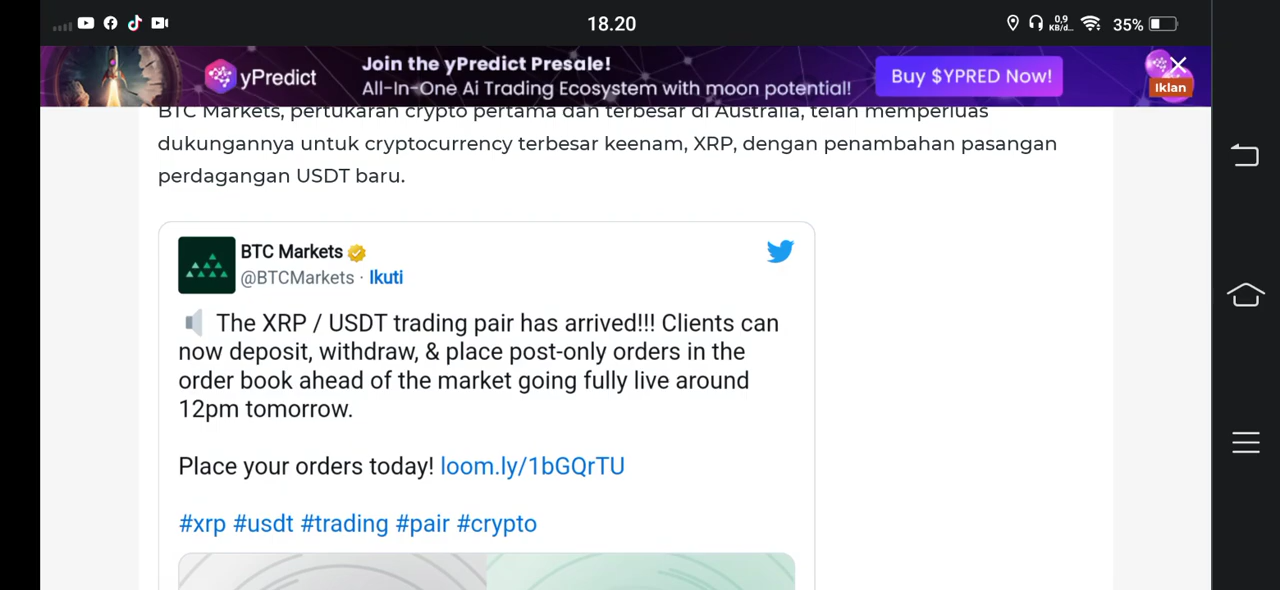 18.20
0,9
KB/d...
35%
yPredict
Join the yPredict Presale!
All-In-One Ai Trading Ecosystem with moon potential!
Buy $YPRED Now!
Iklan
BTC Markets, pertukaran crypto pertama dan terbesar di Australia, telah memperluas
dukungannya untuk cryptocurrency terbesar keenam, XRP, dengan penambahan pasangan
perdagangan USDT baru.
BTC Markets
@BTCMarkets · Ikuti
The XRP / USDT trading pair has arrived!!! Clients can
now deposit, withdraw, & place post-only orders in the
order book ahead of the market going fully live around
12pm tomorrow.
Place your orders today! loom.ly/1bGQrTU
#xrp #usdt #trading #pair #crypto